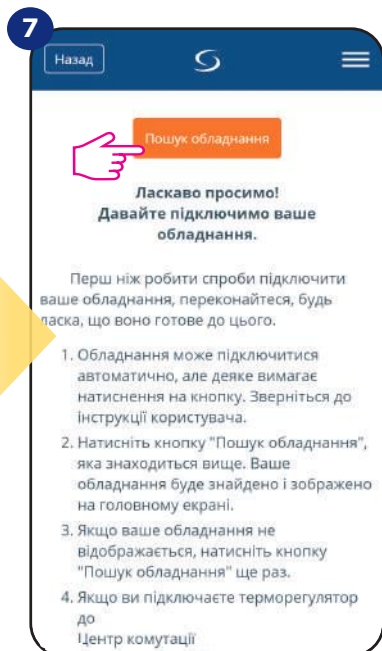 7
Назад
Пошук обладнання
Ласкаво просимо!
Давайте підключимо ваше
обладнання.
Перш ніж робити спроби підключити
ваше обладнання, переконайтеся, будь
ласка, що воно готове до цього.
1. Обладнання може підключитися
автоматично, але деяке вимагає
натиснення на кнопку. Зверніться до
інструкції користувача.
2. Натисніть кнопку "Пошук обладнання",
яка знаходиться вище. Ваше
обладнання буде знайдено і зображено
на головному екрані.
3. Якщо ваше обладнання не
відображається, натисніть кнопку
"Пошук обладнання" ще раз.
4. Якщо ви підключаєте терморегулятор
до
Центр комутації